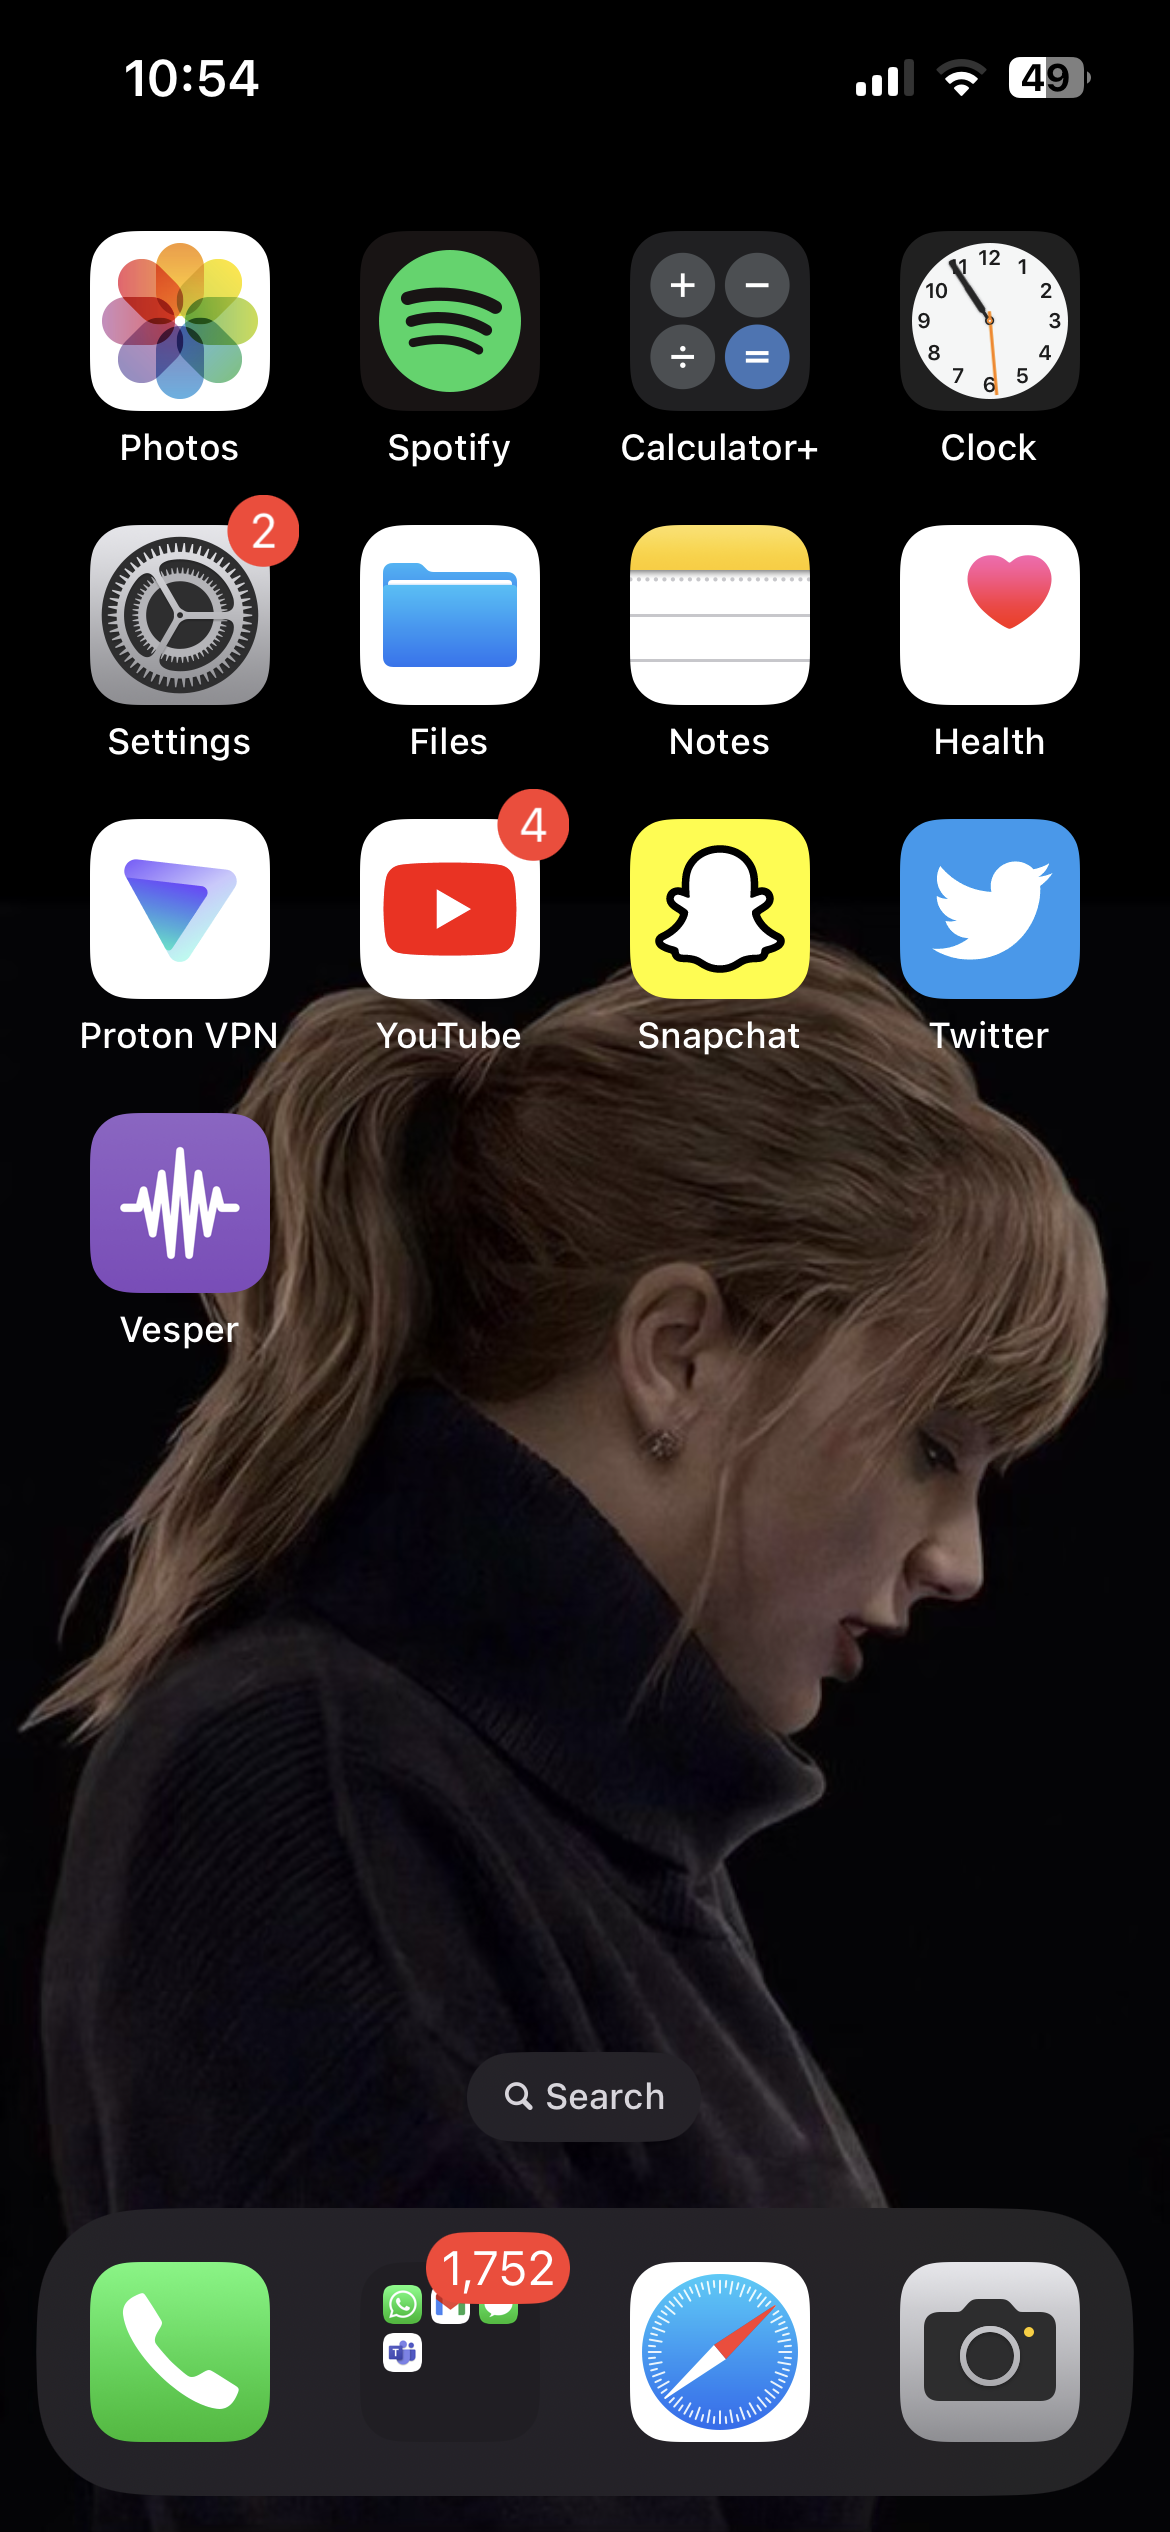 10:54
49
Photos
Spotify
Calculator+
Clock
12
11
1
10
2
9
3
8
4
7
5
6
2
Settings
Files
Notes
Health
4
Proton VPN
YouTube
Snapchat
Twitter
Vesper
Search
1,752